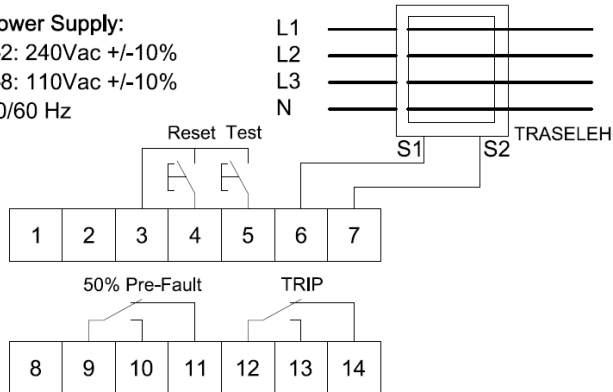 ower Supply:
-2: 240Vac +/-10%
-8: 110Vac +/-10%
0/60 Hz
L1
L2
L3
N
Reset Test
S1 S2 TRASELEH
1 2 3 4 5 6 7
50% Pre-Fault TRIP
8 9 10 11 12 13 14